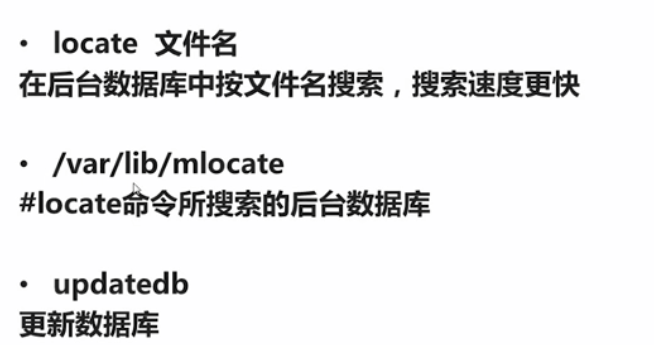 • locate 文件名
在后台数据库中按文件名搜索，搜索速度更快
• /var/lib/mlocate
#locate命令所搜索的后台数据库
• updatedb
更新数据库